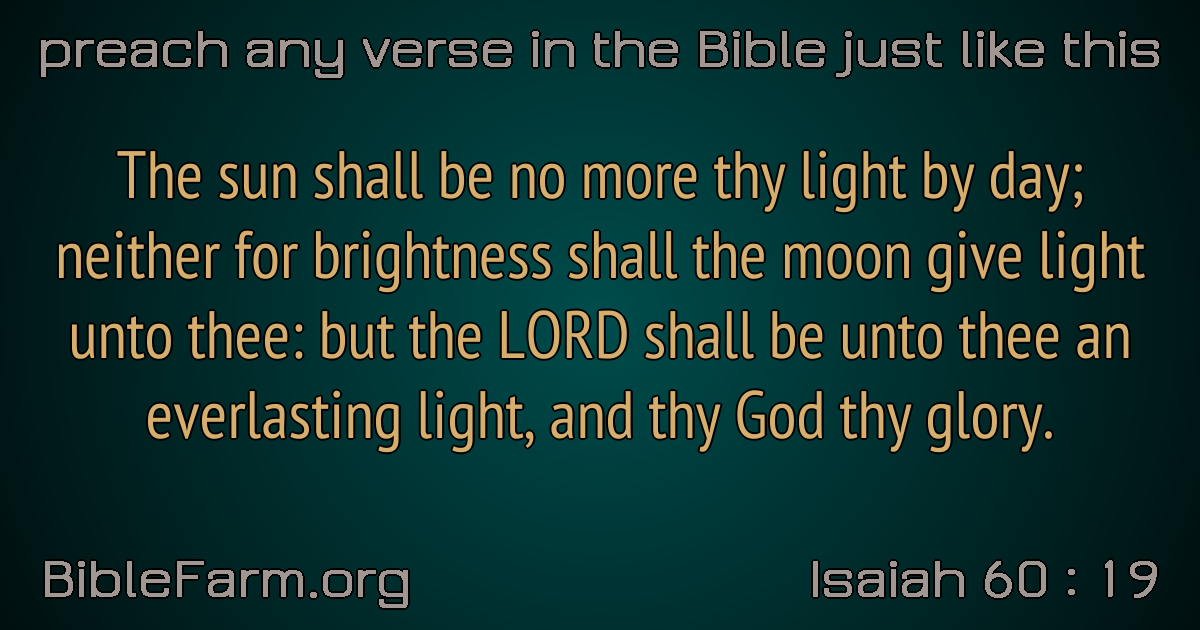 preach any verse in the Bible just like this
The sun shall be no more thy light by day;
neither for brightness shall the moon give light
unto thee: but the LORD shall be unto thee an
everlasting light, and thy God thy glory.
BibleFarm.org
Isaiah 60 : 19